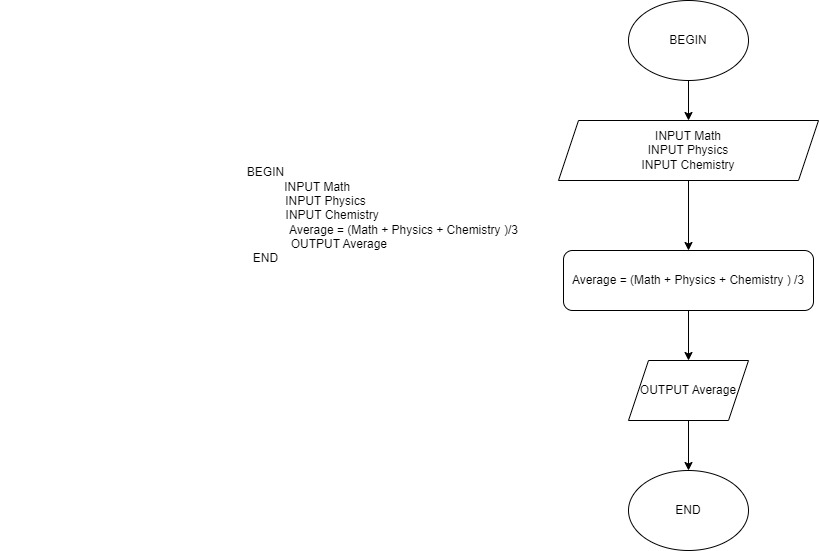 BEGIN
INPUT Math
INPUT Physics
INPUT Chemistry
Average = (Math + Physics + Chemistry )/3
OUTPUT Average
END
BEGIN
INPUT Math
INPUT Physics
INPUT Chemistry
Average = (Math + Physics + Chemistry ) /3
OUTPUT Average
END